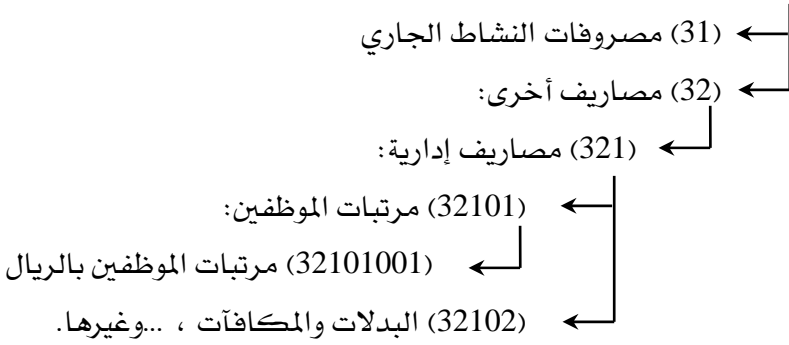 (31) مصروفات النشاط الجاري
(32) مصاريف أخرى:
(321) مصاريف إدارية:
(32101) مرتبات الموظفين:
(32101001) مرتبات الموظفين بالريال
(32102) البدلات والمكافآت ، ...وغيرها.